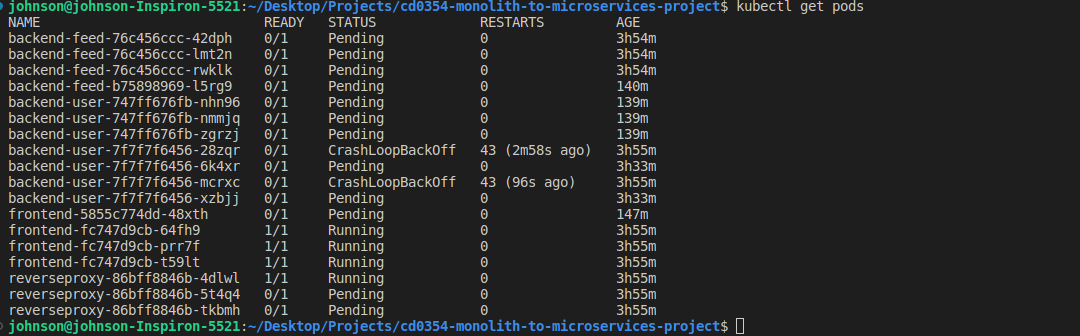 johnson@johnson-Inspiron-5521:~/Desktop/Projects/cd0354-monolith-to-microservices-project$ kubectl get pods
NAME READY STATUS RESTARTS AGE
backend-feed-76c456ccc-42dph 0/1 Pending 0 3h54m
backend-feed-76c456ccc-lmt2n 0/1 Pending 0 3h54m
backend-feed-76c456ccc-rwklk 0/1 Pending 0 3h54m
backend-feed-b75898969-l5rg9 0/1 Pending 0 140m
backend-user-747ff676fb-nhn96 0/1 Pending 0 139m
backend-user-747ff676fb-nmmjq 0/1 Pending 0 139m
backend-user-747ff676fb-zgrzj 0/1 Pending 0 139m
backend-user-7f7f7f6456-28zqr 0/1 CrashLoopBackOff 43 (2m58s ago) 3h55m
backend-user-7f7f7f6456-6k4xr 0/1 Pending 0 3h33m
backend-user-7f7f7f6456-mcrxc 0/1 CrashLoopBackOff 43 (96s ago) 3h55m
backend-user-7f7f7f6456-xzbjj 0/1 Pending 0 3h33m
frontend-5855c774dd-48xth 0/1 Pending 0 147m
frontend-fc747d9cb-64fh9 1/1 Running 0 3h55m
frontend-fc747d9cb-prr7f 1/1 Running 0 3h55m
frontend-fc747d9cb-t59lt 1/1 Running 0 3h55m
reverseproxy-86bff8846b-4dlwl 1/1 Running 0 3h55m
reverseproxy-86bff8846b-5t4q4 0/1 Pending 0 3h55m
reverseproxy-86bff8846b-tkbmh 0/1 Pending 0 3h55m
johnson@johnson-Inspiron-5521:~/Desktop/Projects/cd0354-monolith-to-microservices-project$